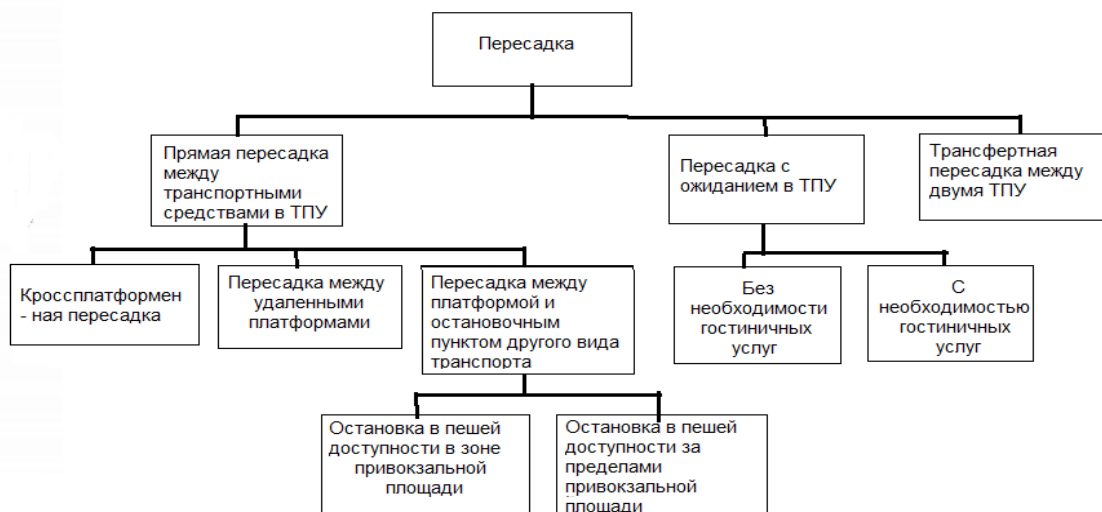 Пересадка
Прямая пересадка
между
транспортными
средствами в ТПУ
Пересадка с
ожиданием в ТПУ
Трансфертная
пересадка между
двумя ТПУ
Кроссплатформен
- ная пересадка
Пересадка между
удаленными
платформами
Пересадка между
платформой и
остановочным
пунктом другого вида
транспорта
Без
необходимости
гостиничных
услуг
С
необходимостью
гостиничных
услуг
Остановка в пешей
доступности в зоне
привокзальной
площади
Остановка в пешей
доступности за
пределами
привокзальной
площади